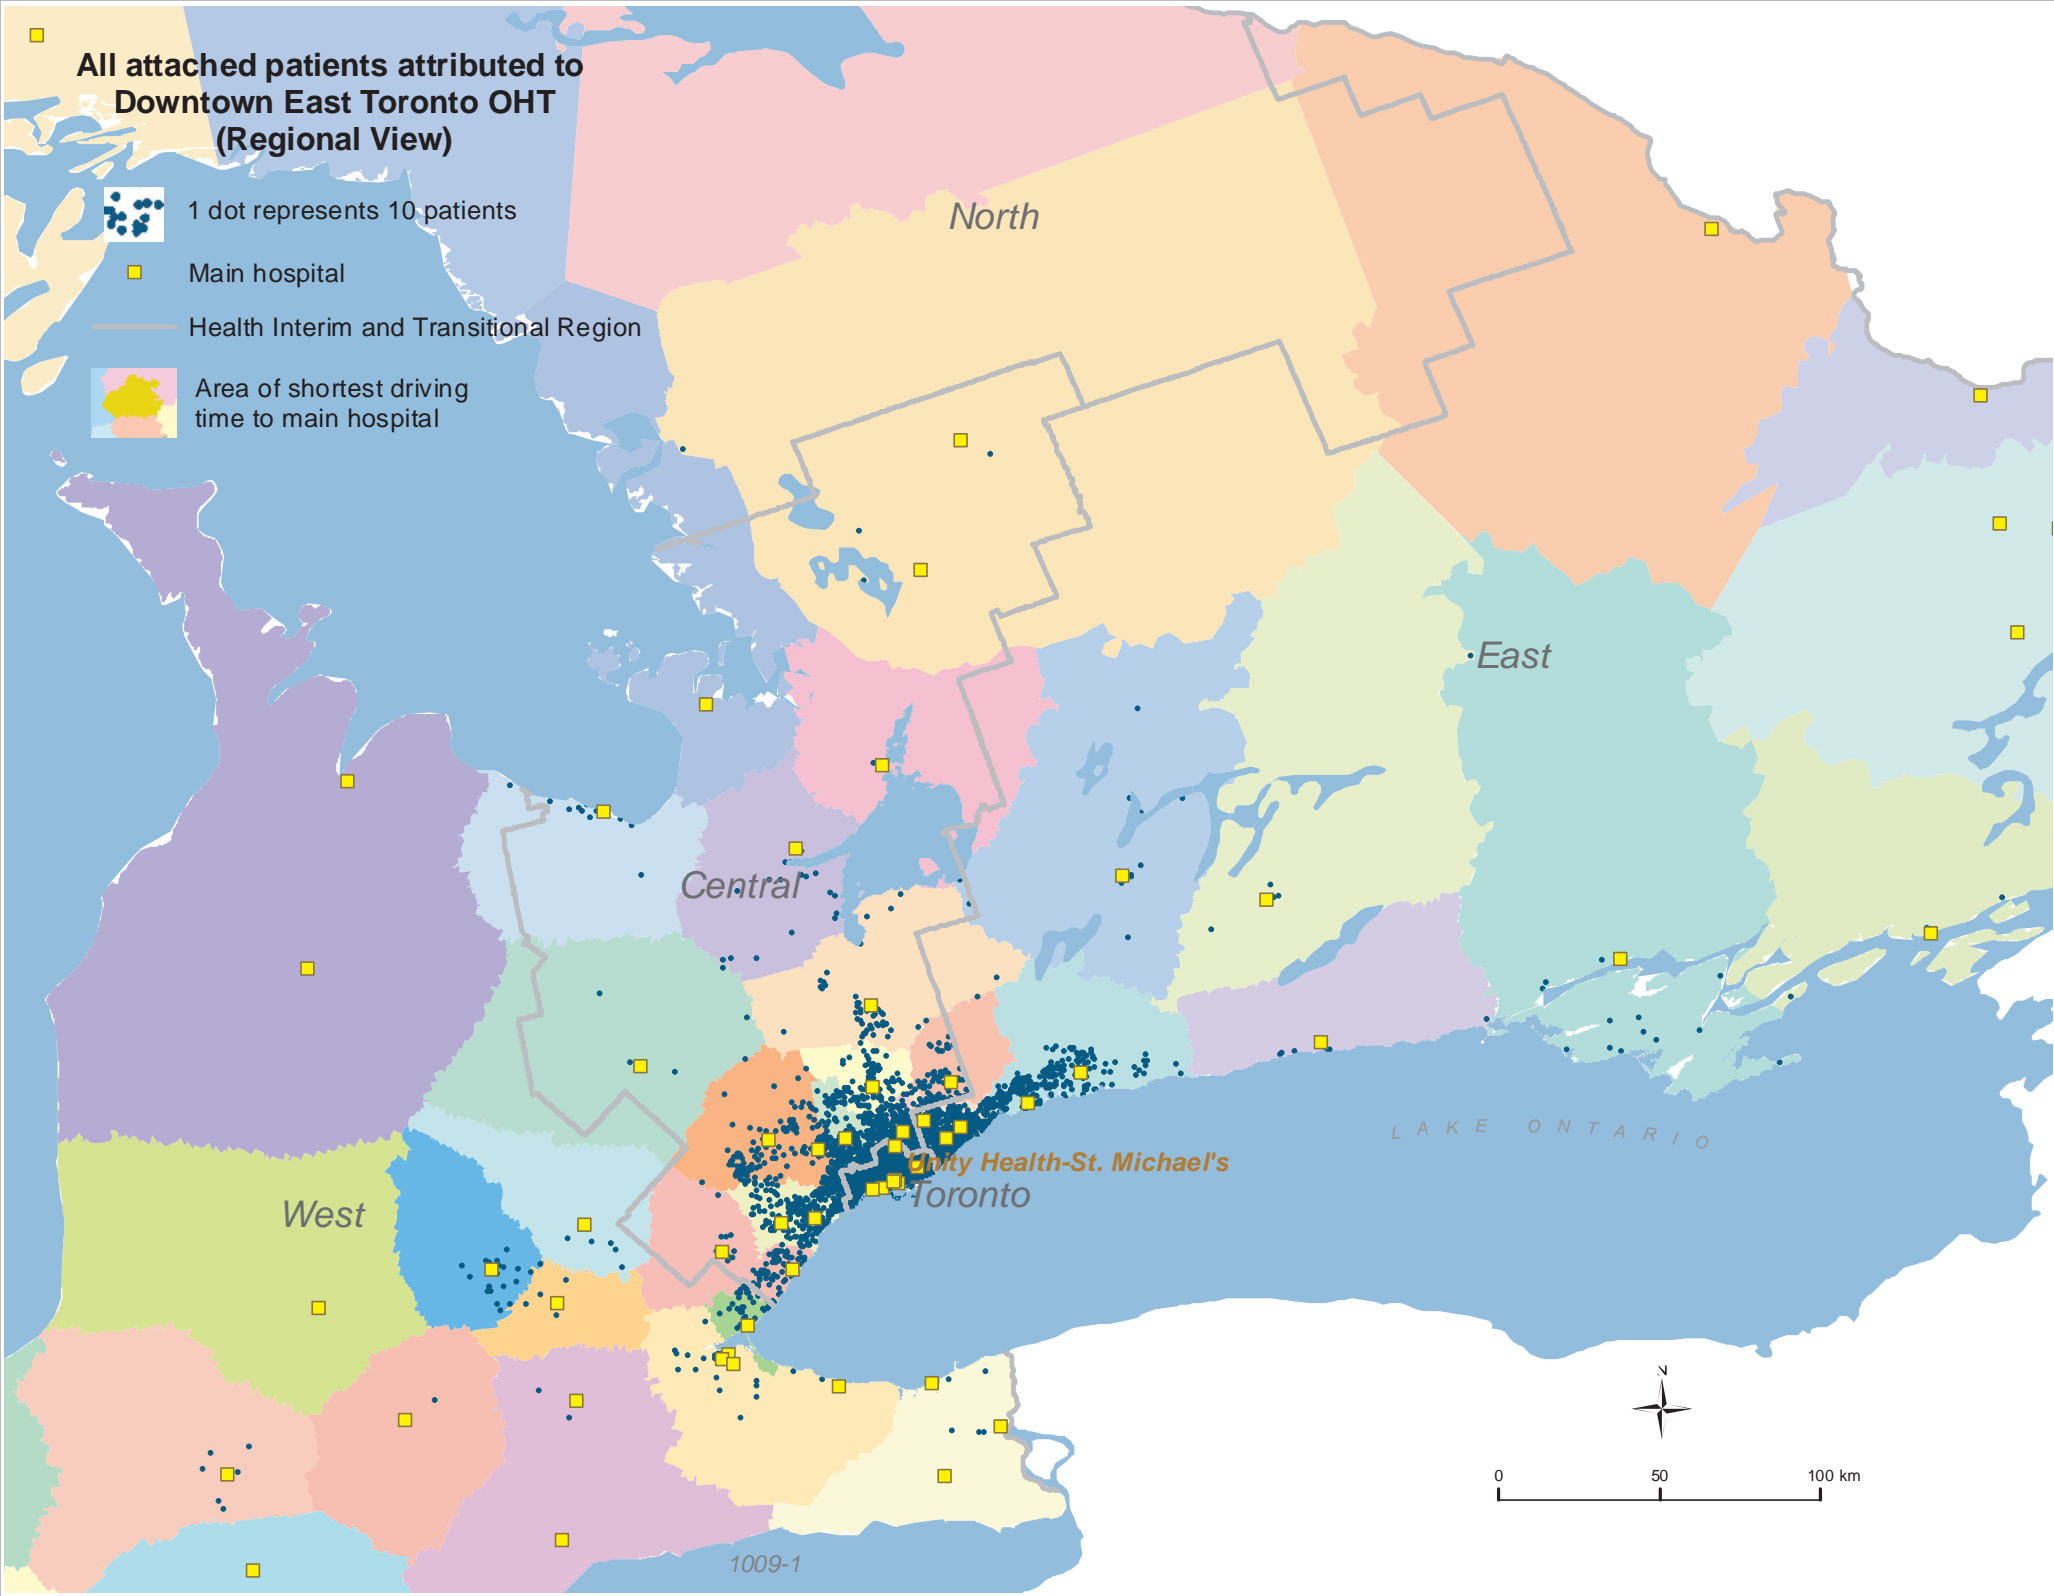 All attached patients attributed to
Downtown East Toronto OHT
(Regional View)
1 dot represents 10 patients
Main hospital
Health Interim and Transitional Region
Area of shortest driving
time to main hospital
North
East
Central
LAKE ONTARIO
Unity Health-St. Michael's
Toronto
West
N
0 50 100 km
1009-1